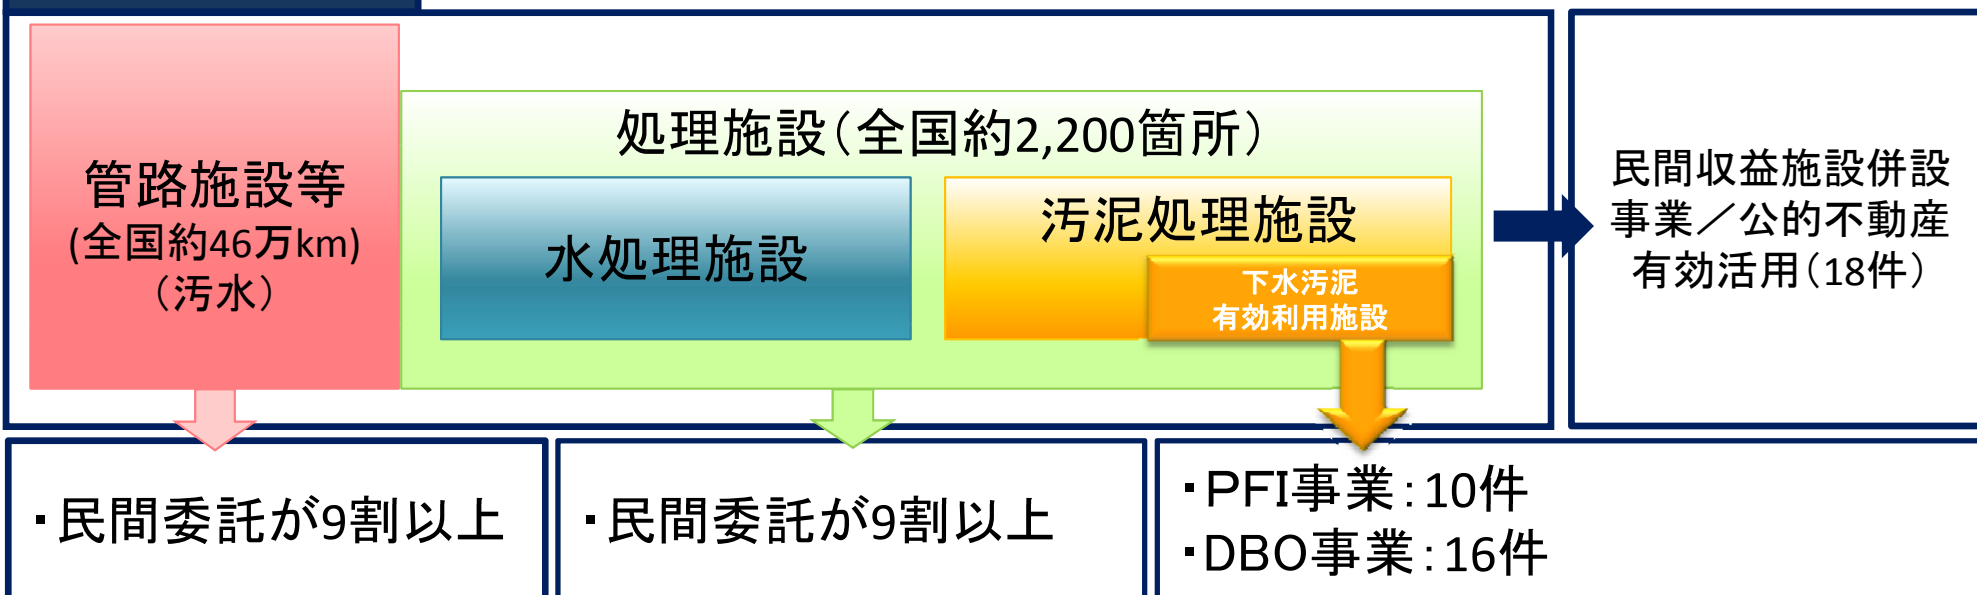 管路施設等
(全国約46万km)
（汚水）
処理施設（全国約2,200箇所）
水処理施設
汚泥処理施設
下水汚泥
有効利用施設
民間収益施設併設
事業／公的不動産
有効活用（18件）
・民間委託が9割以上
・民間委託が9割以上
・PFI事業：10件
・DBO事業：16件